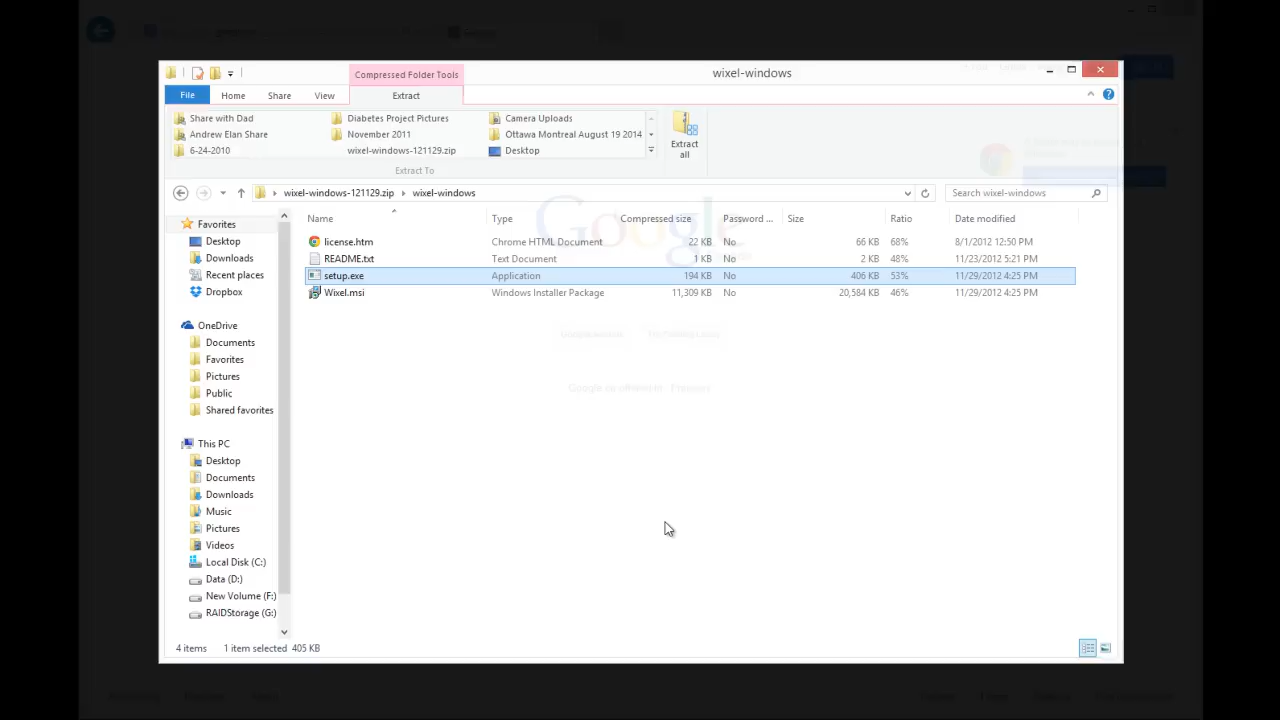 Compressed Folder Tools
wixel-windows
File Home Share View Extract
Share with Dad Diabetes Project Pictures Camera Uploads
Andrew Elan Share November 2011 Ottawa Montreal August 19 2014
6-24-2010 wixel-windows-121129.zip Desktop
Extract all
Extract To
wixel-windows-121129.zip wixel-windows Search wixel-windows
Name Type Compressed size Password ... Size Ratio Date modified
license.htm Chrome HTML Document 22 KB No 66 KB 68% 8/1/2012 12:50 PM
README.txt Text Document 1 KB No 2 KB 48% 11/23/2012 5:21 PM
setup.exe Application 194 KB No 406 KB 53% 11/29/2012 4:25 PM
Wixel.msi Windows Installer Package 11,309 KB No 20,584 KB 46% 11/29/2012 4:25 PM
Favorites
Desktop
Downloads
Recent places
Dropbox
OneDrive
Documents
Favorites
Pictures
Public
Shared favorites
This PC
Desktop
Documents
Downloads
Music
Pictures
Videos
Local Disk (C:)
Data (D:)
New Volume (F:)
RAIDStorage (G:)
Google
4 items 1 item selected 405 KB